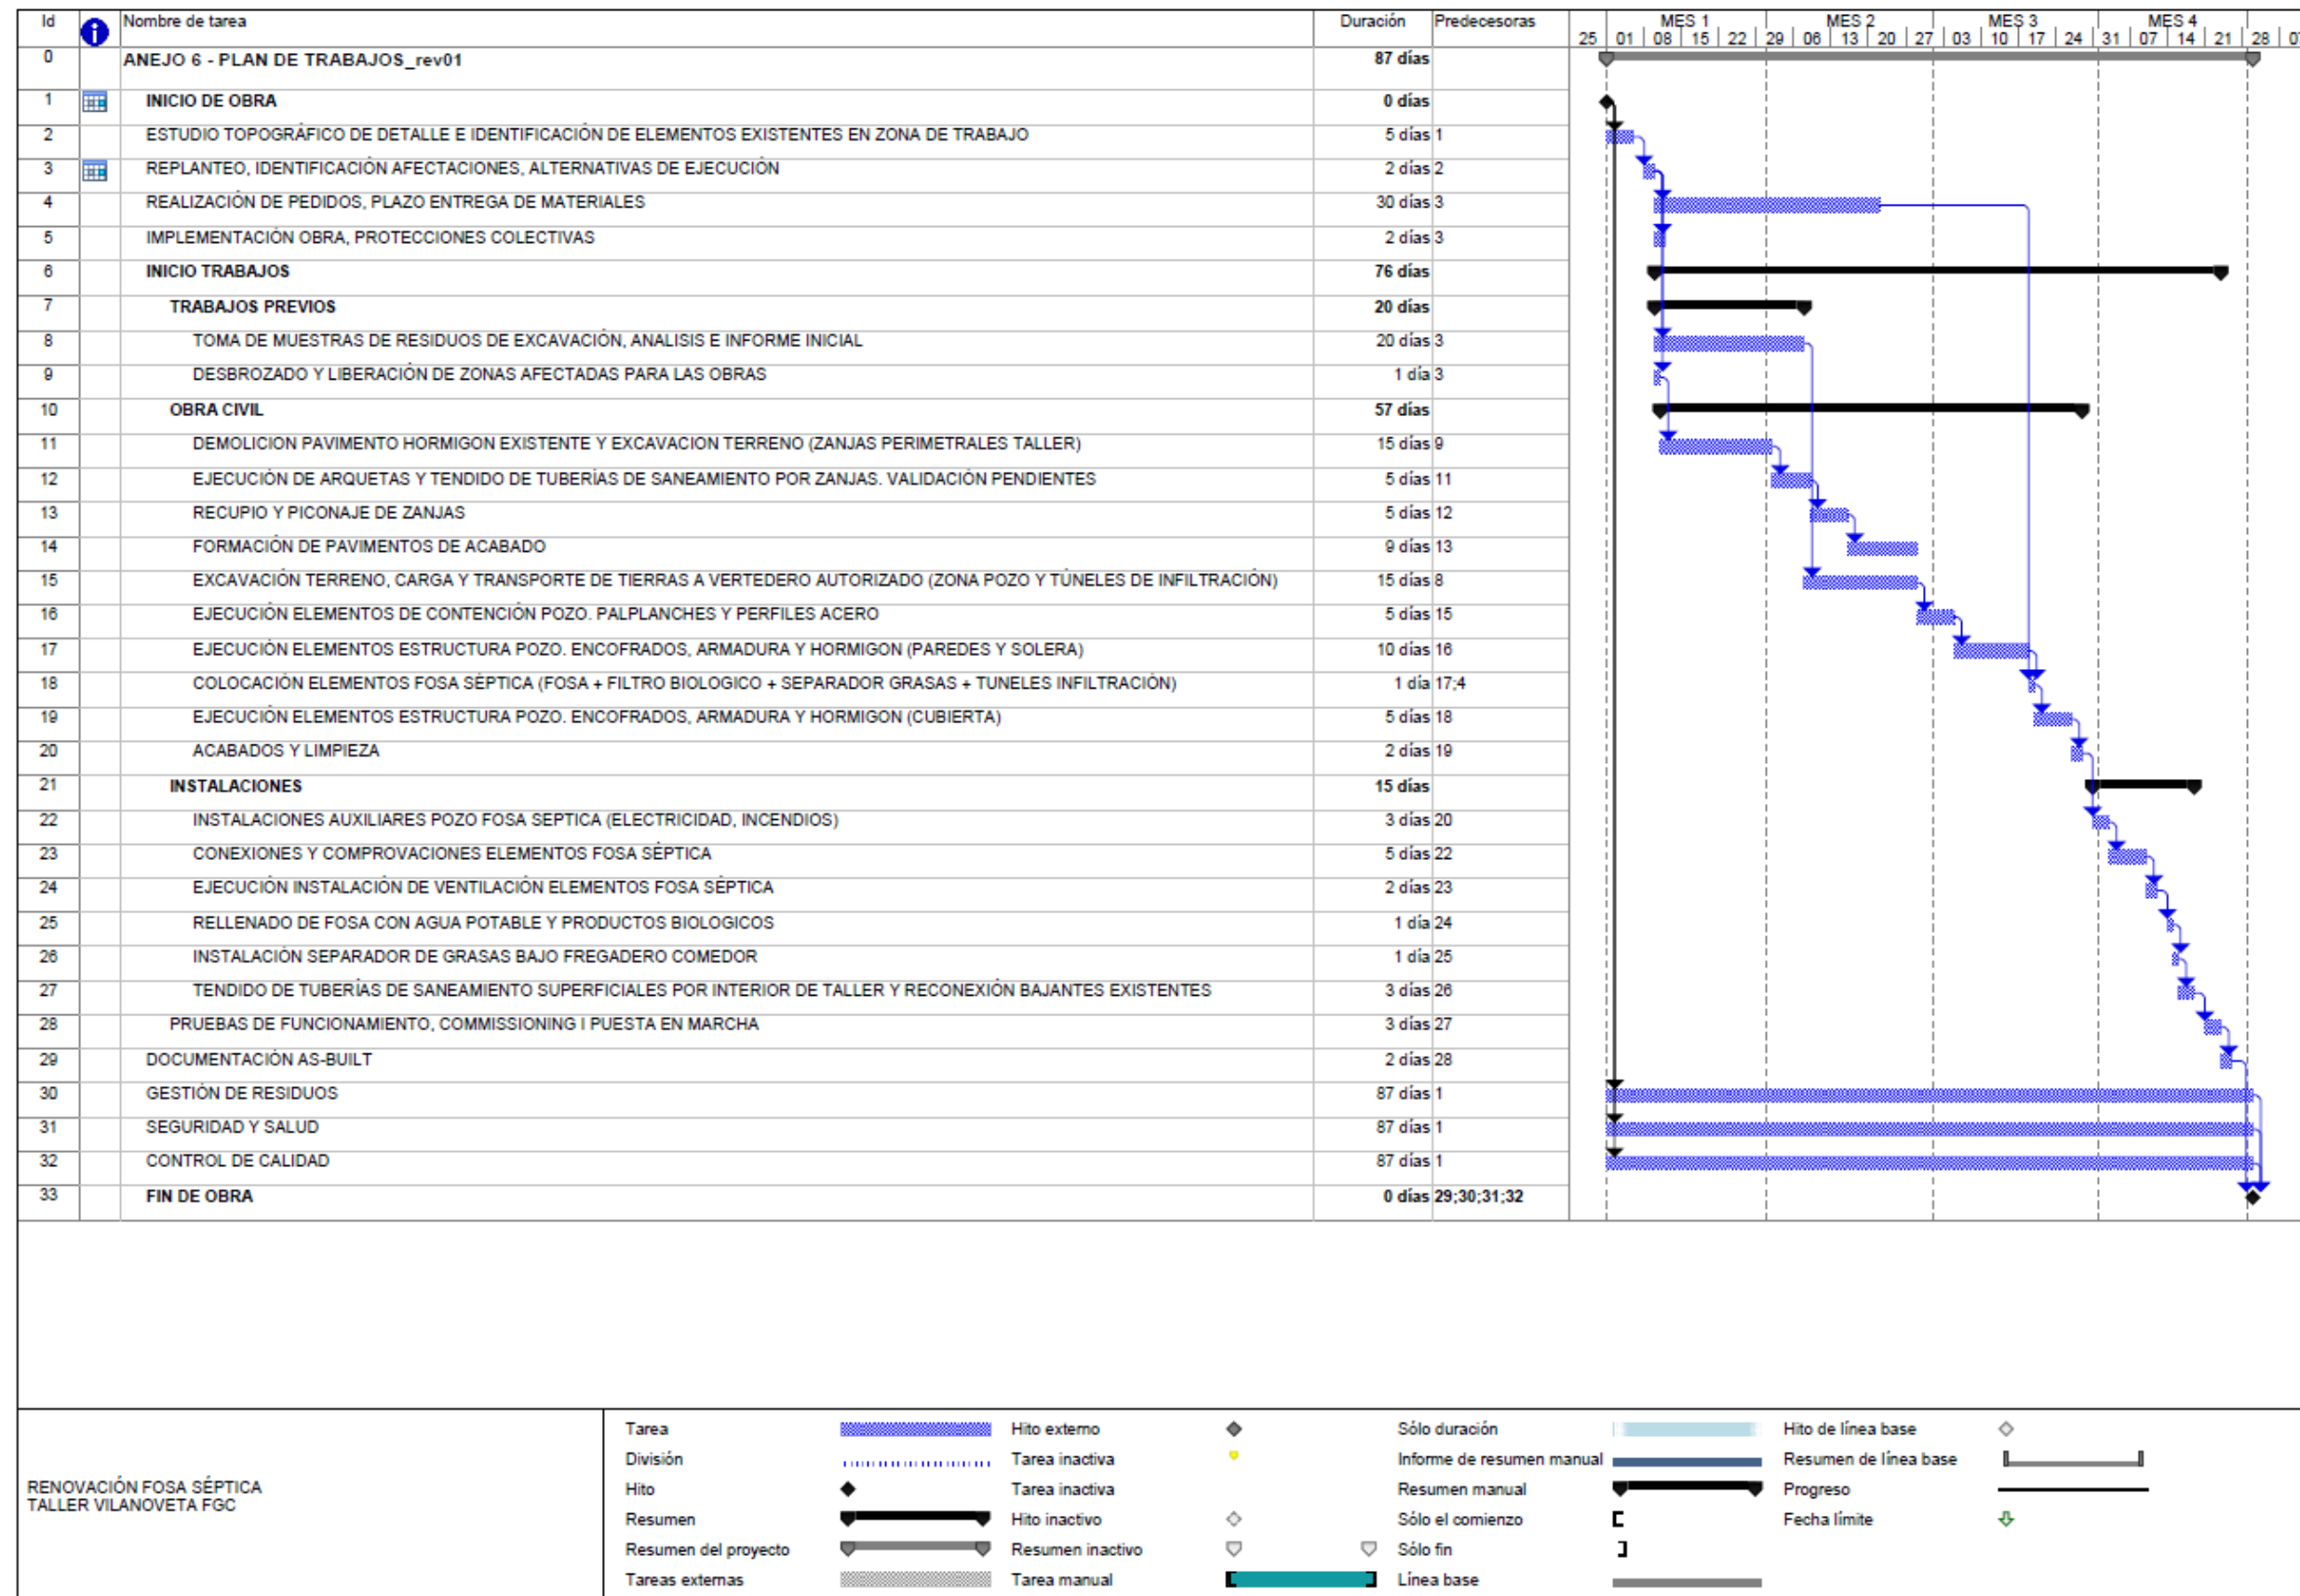 Id Nombre de tarea Duración Predecesoras MES 1 MES 2 MES 3 MES 4
25 01 08 15 22 29 06 13 20 27 03 10 17 24 31 07 14 21 28
0 ANEJO 6 - PLAN DE TRABAJOS_rev01 87 días
1 INICIO DE OBRA 0 días
2 ESTUDIO TOPOGRÁFICO DE DETALLE E IDENTIFICACIÓN DE ELEMENTOS EXISTENTES EN ZONA DE TRABAJO 5 días 1
3 REPLANTEO, IDENTIFICACIÓN AFECTACIONES, ALTERNATIVAS DE EJECUCIÓN 2 días 2
4 REALIZACIÓN DE PEDIDOS, PLAZO ENTREGA DE MATERIALES 30 días 3
5 IMPLEMENTACIÓN OBRA, PROTECCIONES COLECTIVAS 2 días 3
6 INICIO TRABAJOS 76 días
7 TRABAJOS PREVIOS 20 días
8 TOMA DE MUESTRAS DE RESIDUOS DE EXCAVACIÓN, ANALISIS E INFORME INICIAL 20 días 3
9 DESBROZADO Y LIBERACIÓN DE ZONAS AFECTADAS PARA LAS OBRAS 1 día 3
10 OBRA CIVIL 57 días
11 DEMOLICION PAVIMENTO HORMIGON EXISTENTE Y EXCAVACION TERRENO (ZANJAS PERIMETRALES TALLER) 15 días 9
12 EJECUCIÓN DE ARQUETAS Y TENDIDO DE TUBERÍAS DE SANEAMIENTO POR ZANJAS. VALIDACIÓN PENDIENTES 5 días 11
13 RECUPIO Y PICONAJE DE ZANJAS 5 días 12
14 FORMACIÓN DE PAVIMENTOS DE ACABADO 9 días 13
15 EXCAVACIÓN TERRENO, CARGA Y TRANSPORTE DE TIERRAS A VERTEDERO AUTORIZADO (ZONA POZO Y TÚNELES DE INFILTRACIÓN) 15 días 8
16 EJECUCIÓN ELEMENTOS DE CONTENCIÓN POZO. PALPLANCHES Y PERFILES ACERO 5 días 15
17 EJECUCIÓN ELEMENTOS ESTRUCTURA POZO. ENCOFRADOS, ARMADURA Y HORMIGON (PAREDES Y SOLERA) 10 días 16
18 COLOCACIÓN ELEMENTOS FOSA SÉPTICA (FOSA + FILTRO BIOLOGICO + SEPARADOR GRASAS + TUNELES INFILTRACIÓN) 1 día 17;4
19 EJECUCIÓN ELEMENTOS ESTRUCTURA POZO. ENCOFRADOS, ARMADURA Y HORMIGON (CUBIERTA) 5 días 18
20 ACABADOS Y LIMPIEZA 2 días 19
21 INSTALACIONES 15 días
22 INSTALACIONES AUXILIARES POZO FOSA SEPTICA (ELECTRICIDAD, INCENDIOS) 3 días 20
23 CONEXIONES Y COMPROVACIONES ELEMENTOS FOSA SÉPTICA 5 días 22
24 EJECUCIÓN INSTALACIÓN DE VENTILACIÓN ELEMENTOS FOSA SÉPTICA 2 días 23
25 RELLENADO DE FOSA CON AGUA POTABLE Y PRODUCTOS BIOLOGICOS 1 día 24
26 INSTALACIÓN SEPARADOR DE GRASAS BAJO FREGADERO COMEDOR 1 día 25
27 TENDIDO DE TUBERÍAS DE SANEAMIENTO SUPERFICIALES POR INTERIOR DE TALLER Y RECONEXIÓN BAJANTES EXISTENTES 3 días 26
28 PRUEBAS DE FUNCIONAMIENTO, COMMISSIONING I PUESTA EN MARCHA 3 días 27
29 DOCUMENTACIÓN AS-BUILT 2 días 28
30 GESTIÓN DE RESIDUOS 87 días 1
31 SEGURIDAD Y SALUD 87 días 1
32 CONTROL DE CALIDAD 87 días 1
33 FIN DE OBRA 0 días 29;30;31;32
RENOVACIÓN FOSA SÉPTICA
TALLER VILANOVETA FGC
Tarea Hito externo Sólo duración Hito de línea base
División Tarea inactiva Informe de resumen manual Resumen de línea base
Hito Tarea inactiva Resumen manual Progreso
Resumen Hito inactivo Sólo el comienzo Fecha límite
Resumen del proyecto Resumen inactivo Sólo fin
Tareas externas Tarea manual Línea base